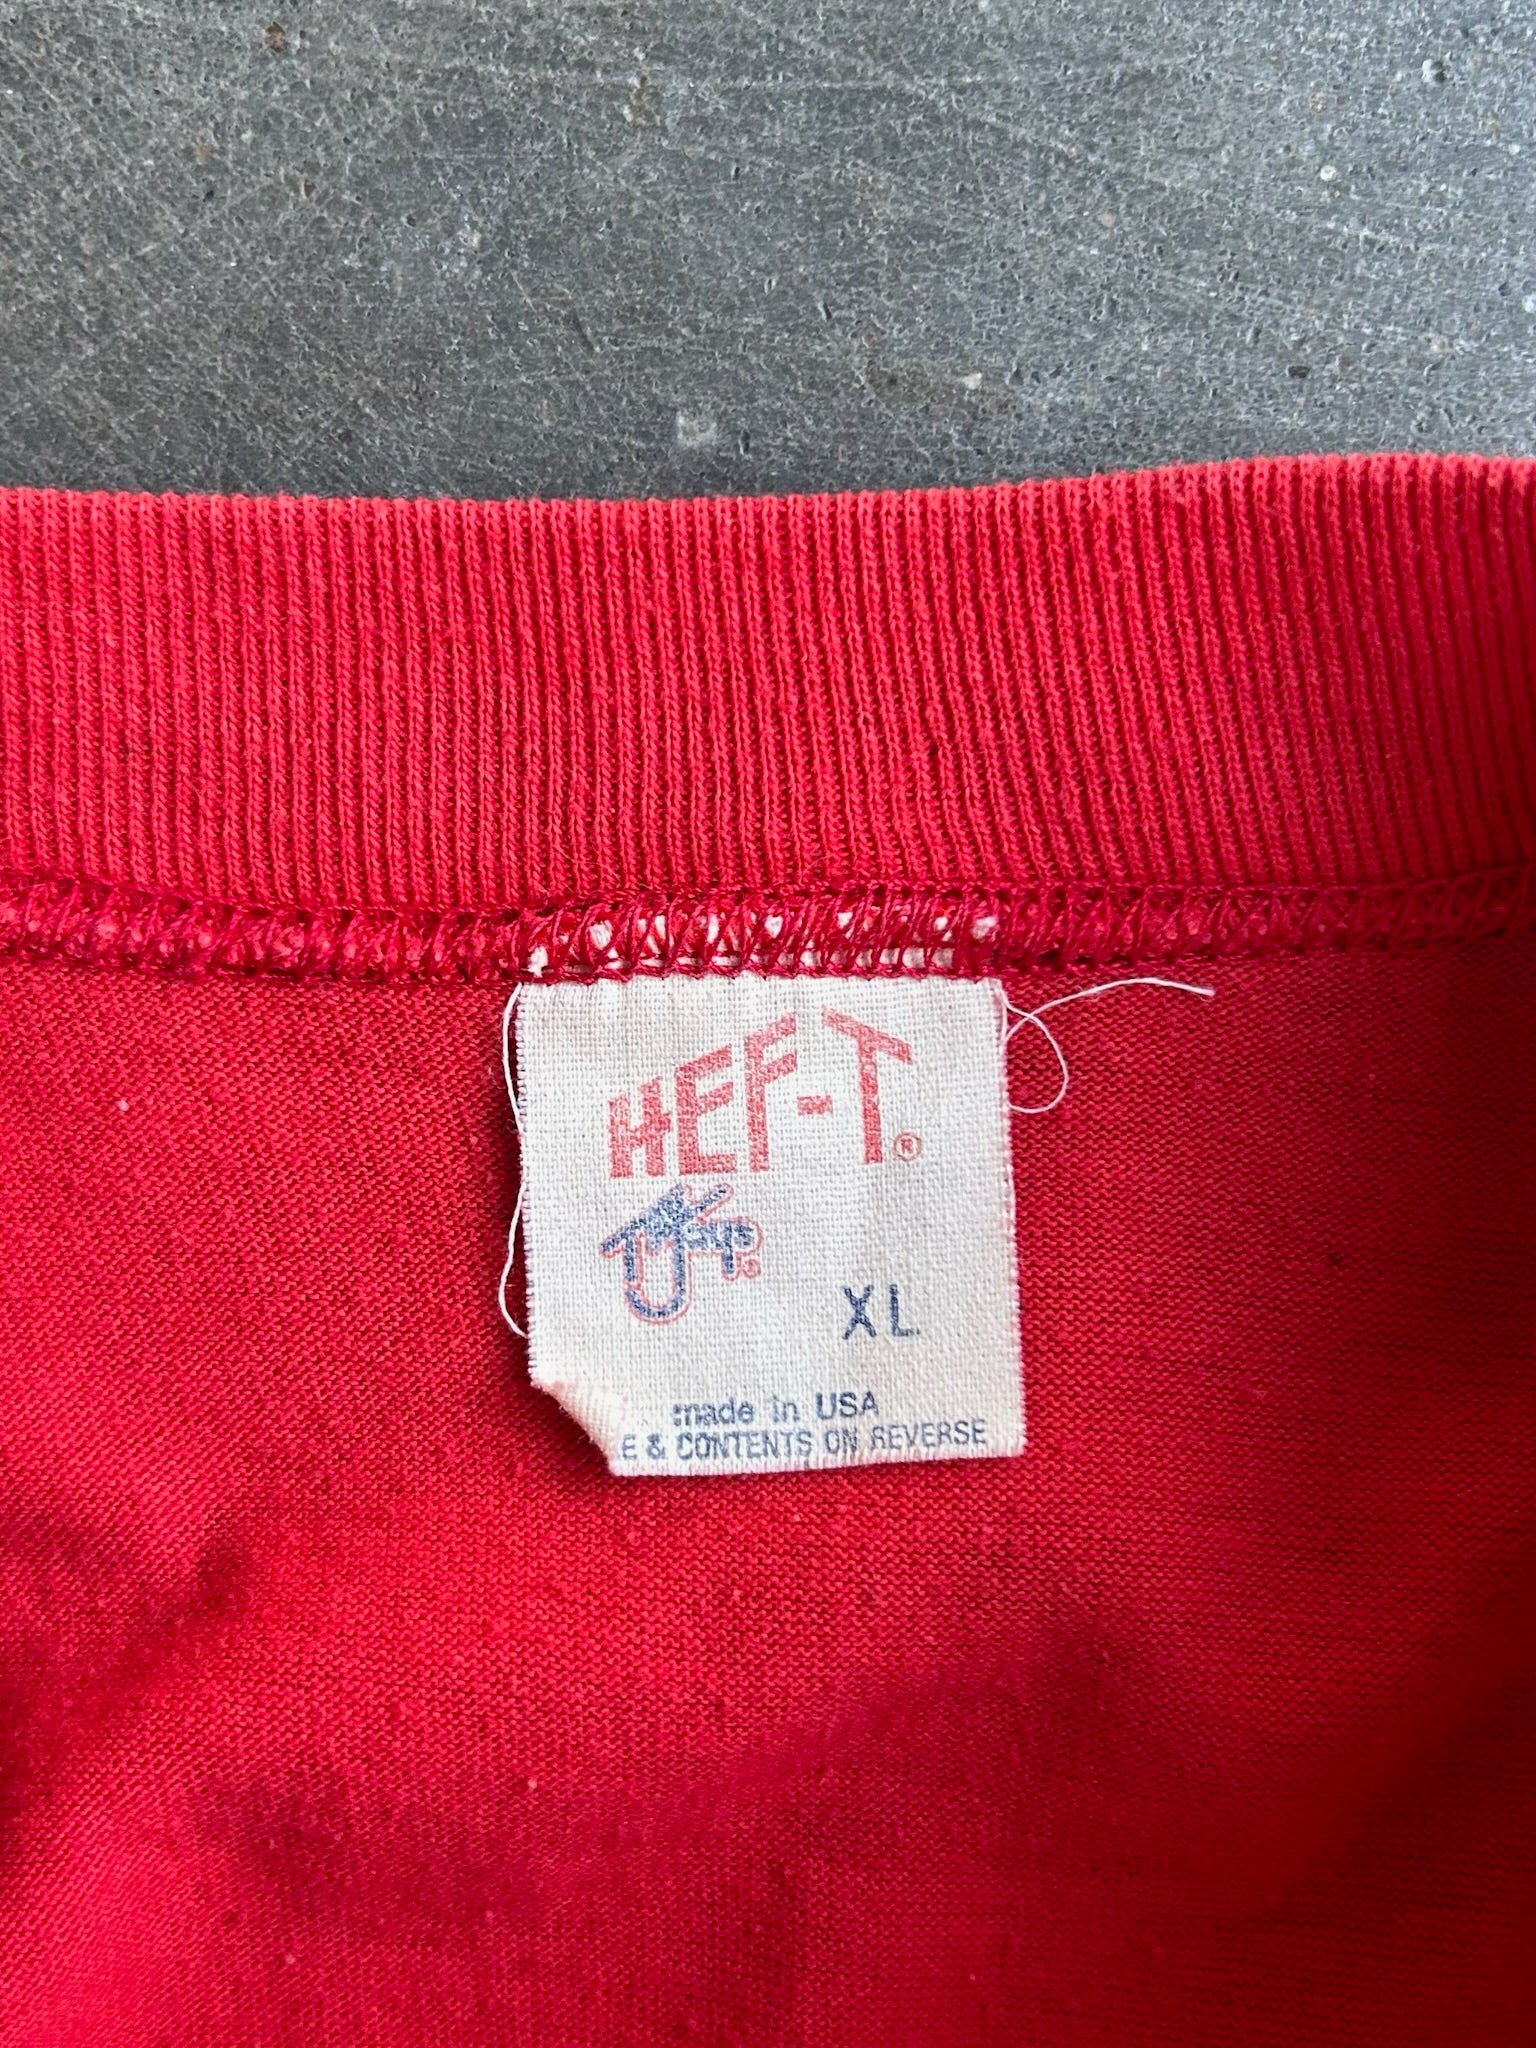 HEF-T®
XL
made in USA
E & CONTENTS ON REVERSE